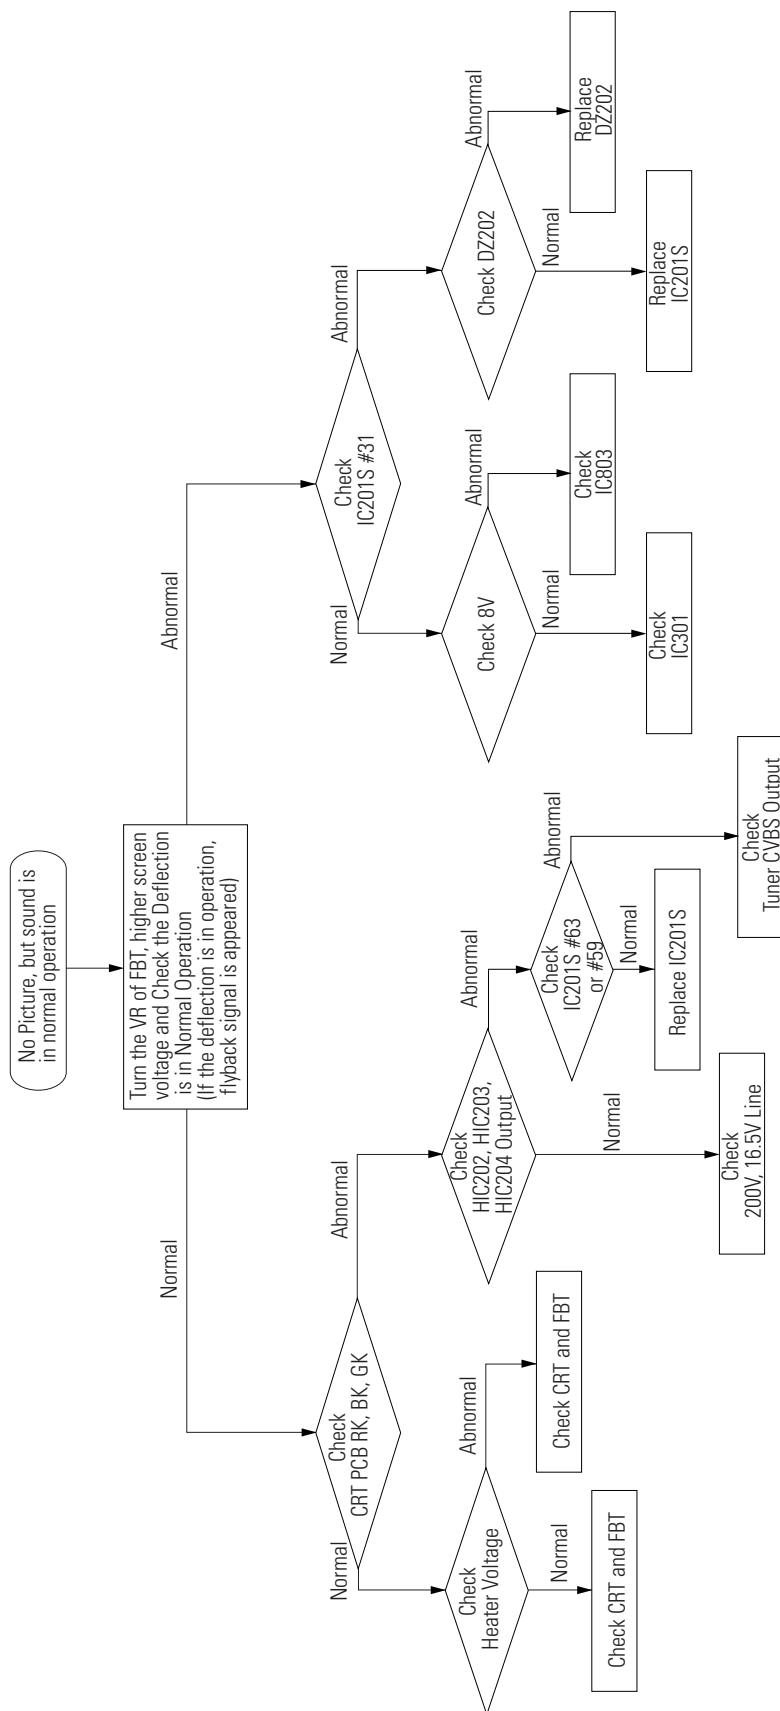 No Picture, but sound is
in normal operation
Turn the VR of FBT, higher screen
voltage and Check the Deflection
is in Normal Operation
(If the deflection is in operation,
flyback signal is appeared)
Normal
Abnormal
Check
CRT PCB RK, BK, GK
Normal
Abnormal
Check
IC201S #31
Normal
Abnormal
Check
Heater Voltage
Normal
Abnormal
Check CRT and FBT
Check CRT and FBT
Check
HIC202, HIC203,
HIC204 Output
Normal
Abnormal
Check
200V, 16.5V Line
Check
IC201S #63
or #59
Normal
Abnormal
Replace IC201S
Check
Tuner CVBS Output
Check 8V
Normal
Abnormal
Check
IC301
Check
IC803
Check DZ202
Normal
Abnormal
Replace
IC201S
Replace
DZ202